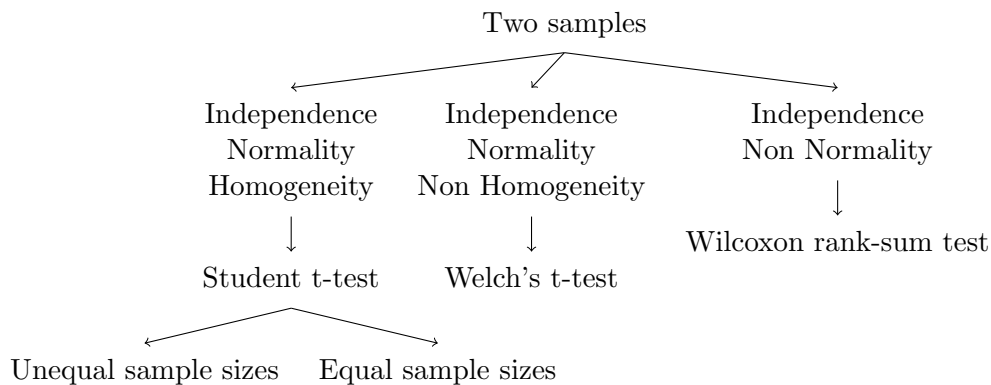 Two samples
Independence
Normality
Homogeneity
Independence
Normality
Non Homogeneity
Independence
Non Normality
Student t-test
Welch's t-test
Wilcoxon rank-sum test
Unequal sample sizes
Equal sample sizes